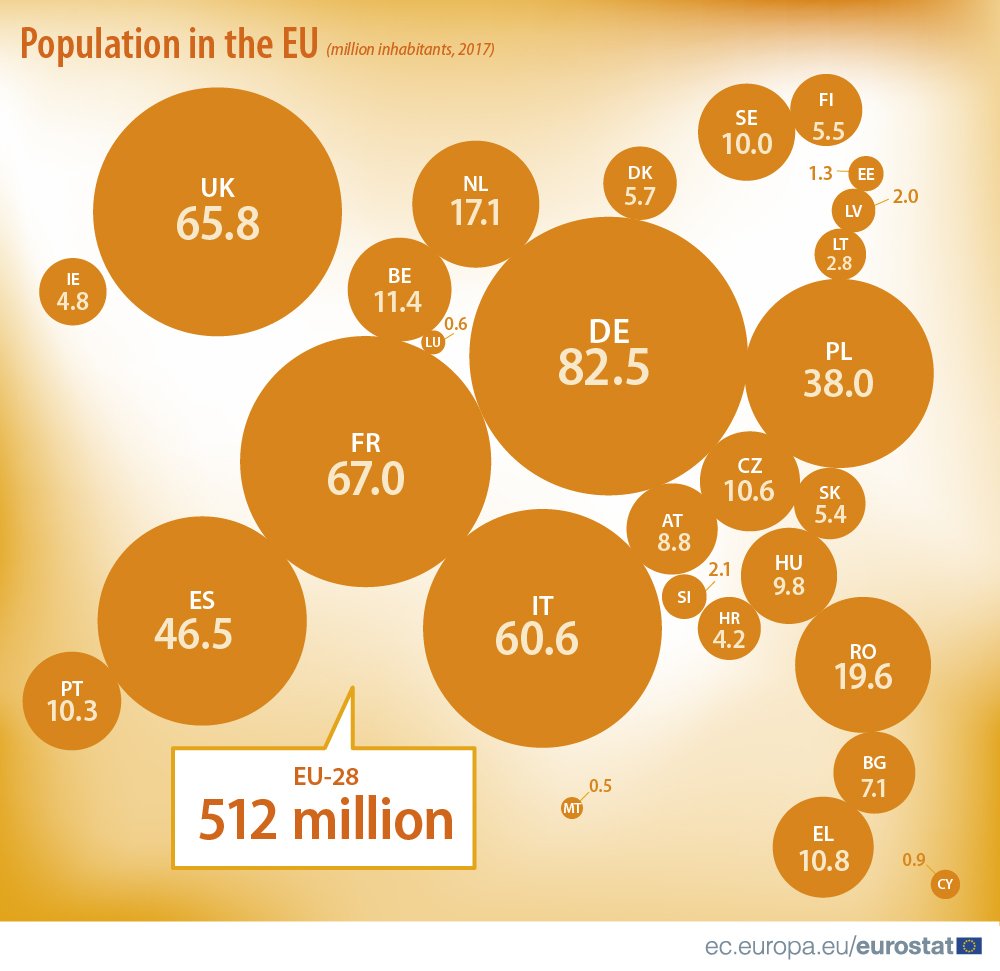 Population in the EU (million inhabitants, 2017)
UK
65.8
IE
4.8
NL
17.1
BE
11.4
LU
0.6
DK
5.7
SE
10.0
FI
5.5
EE
1.3
LV
2.0
LT
2.8
DE
82.5
PL
38.0
FR
67.0
CZ
10.6
SK
5.4
AT
8.8
HU
9.8
SI
2.1
HR
4.2
ES
46.5
PT
10.3
IT
60.6
RO
19.6
BG
7.1
EL
10.8
MT
0.5
CY
0.9
EU-28
512 million
ec.europa.eu/eurostat